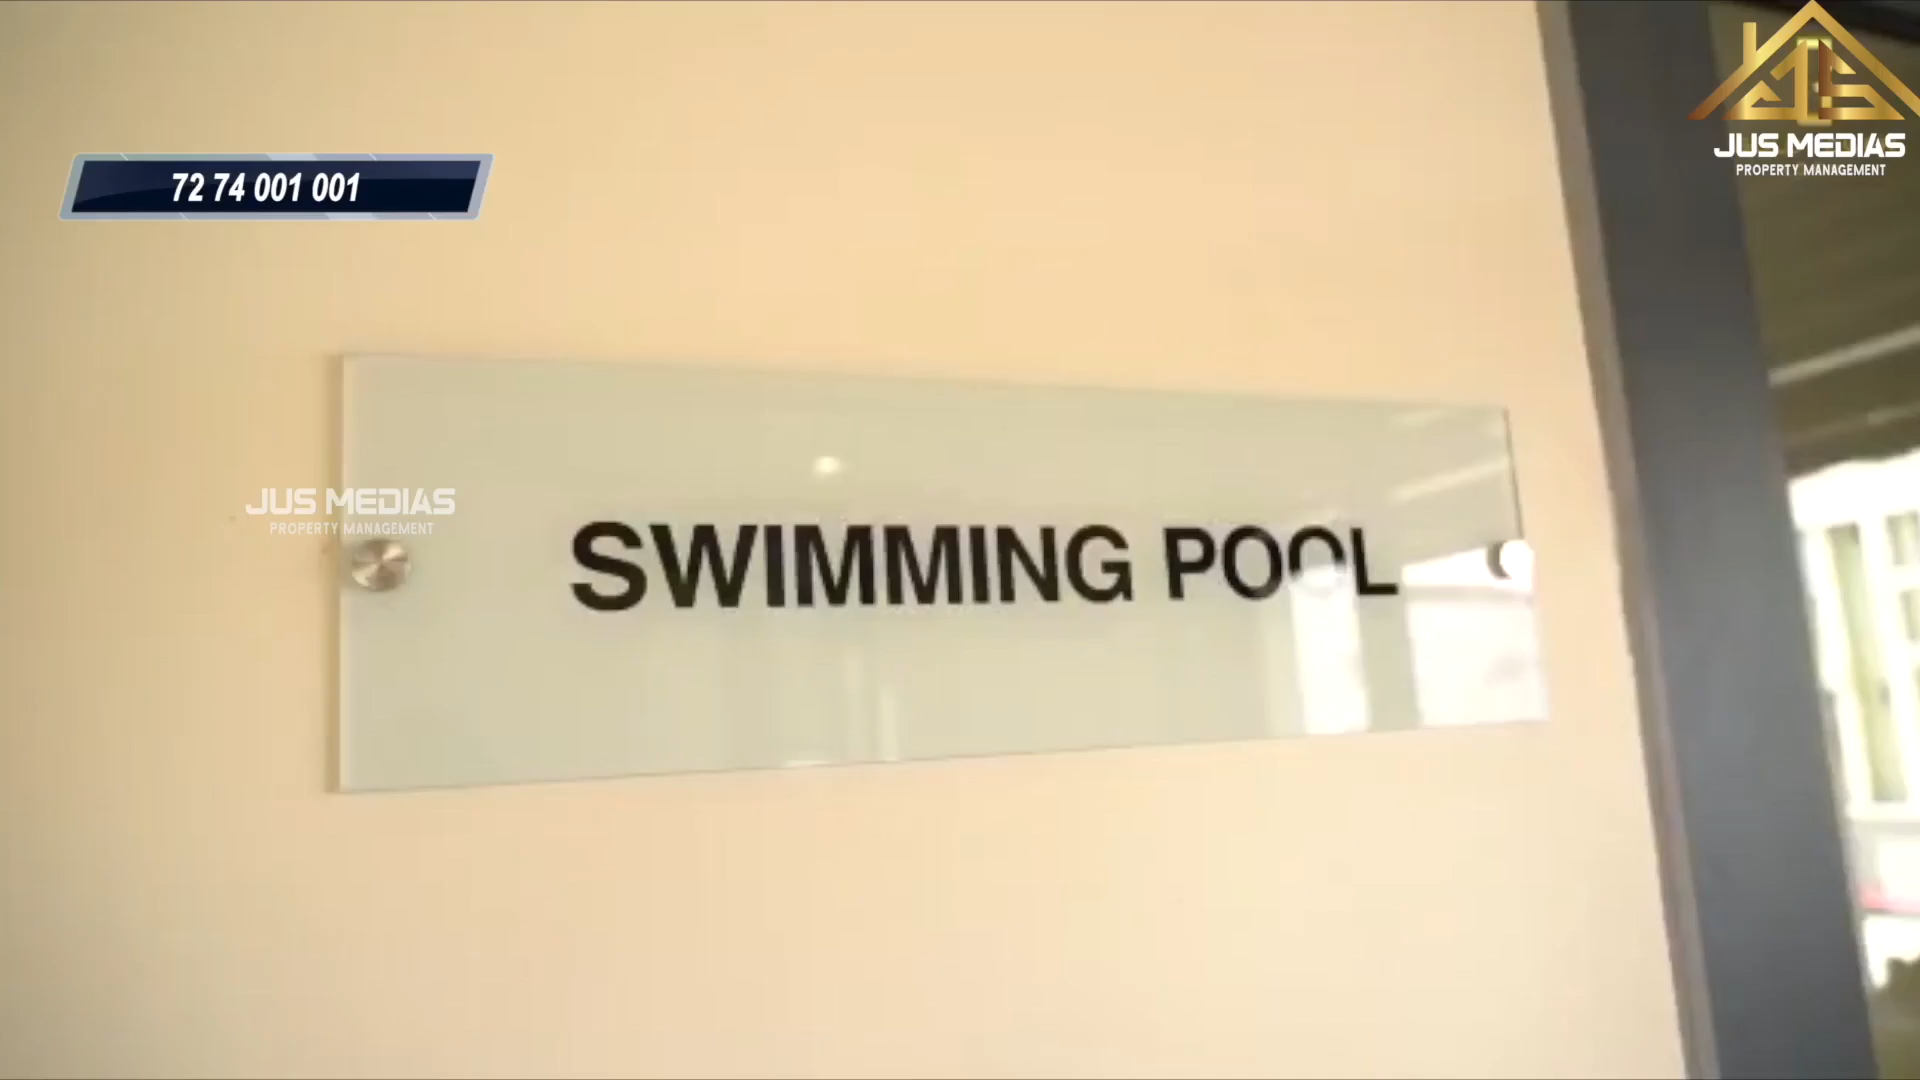 JUS MEDIAS
PROPERTY MANAGEMENT
72 74 001 001
JUS MEDIAS
PROPERTY MANAGEMENT
SWIMMING POOL